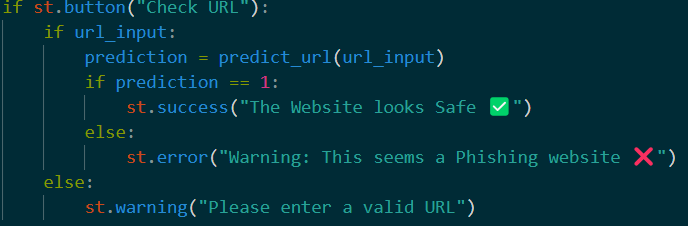 if st.button("Check URL"):
    if url_input:
        prediction = predict_url(url_input)
        if prediction == 1:
            st.success("The Website looks Safe ✅")
        else:
            st.error("Warning: This seems a Phishing website ❌")
    else:
        st.warning("Please enter a valid URL")